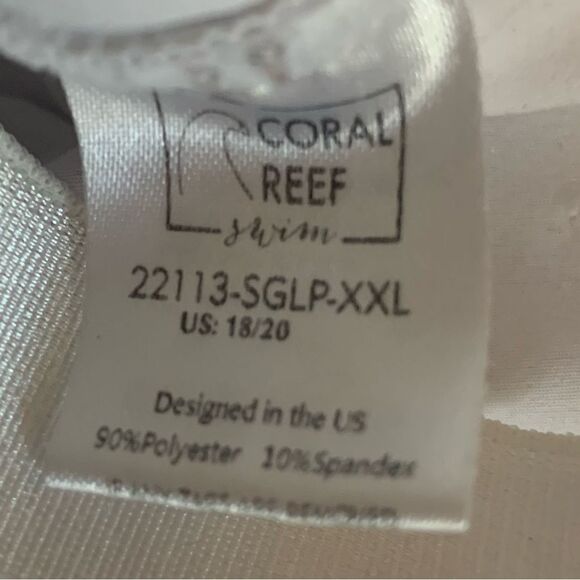 CORAL
REEF
swim
22113-SGLP-XXL
US: 18/20
Designed in the US
90%Polyester 10%Spandex